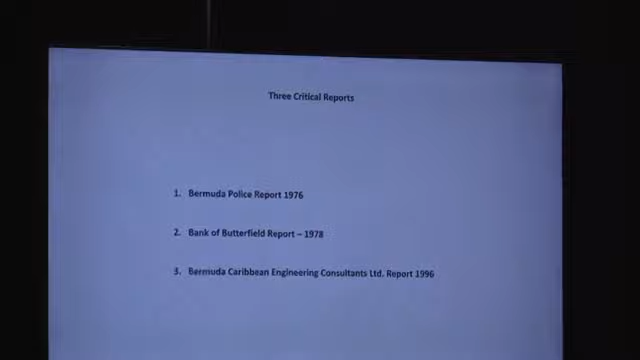 Three Critical Reports
1. Bermuda Police Report 1976
2. Bank of Butterfield Report – 1978
3. Bermuda Caribbean Engineering Consultants Ltd. Report 1996